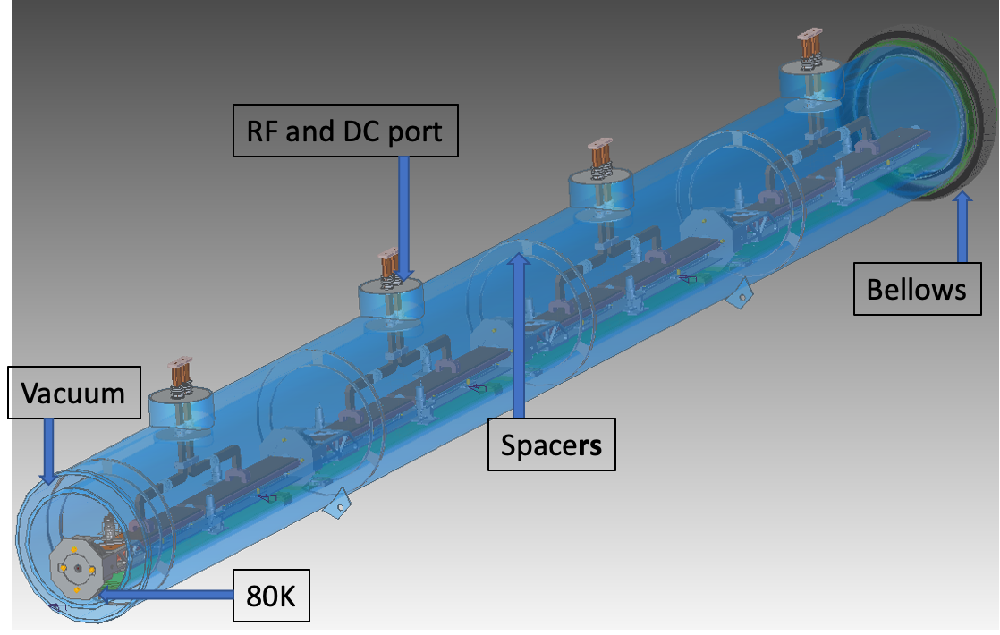 RF and DC port
Bellows
Vacuum
Spacers
80K